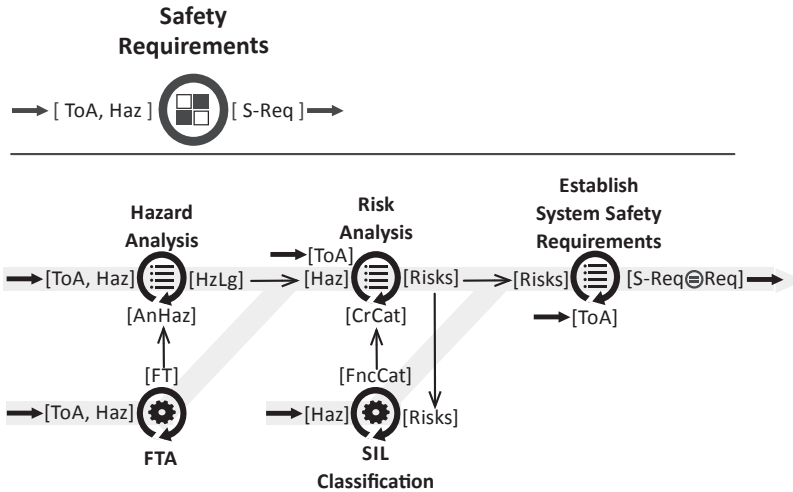 Safety
Requirements
[ ToA, Haz ] [ S-Req ]
Hazard
Analysis
Risk
Analysis
Establish
System Safety
Requirements
[ToA]
[ToA, Haz] [HzLg] [Haz] [Risks] [Risks] [S-Req⊜Req]
[AnHaz] [CrCat] [ToA]
[FT] [FncCat]
[ToA, Haz] [Haz] [Risks]
FTA
SIL
Classification